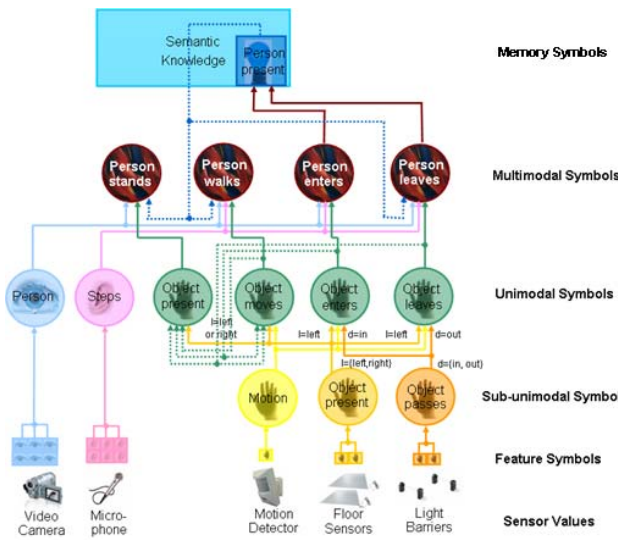 Semantic
Knowledge
Person
present
Memory Symbols
Person
stands
Person
walks
Person
enters
Person
leaves
Multimodal Symbols
Person
Steps
Object
present
Object
moves
Object
enters
Object
leaves
Unimodal Symbols
l=left
or right
l=left
d=in
l=left
d=out
l=(left,right)
d=(in, out)
Motion
Object
present
Object
passes
Sub-unimodal Symbol
Feature Symbols
Video
Camera
Micro-
phone
Motion
Detector
Floor
Sensors
Light
Barriers
Sensor Values